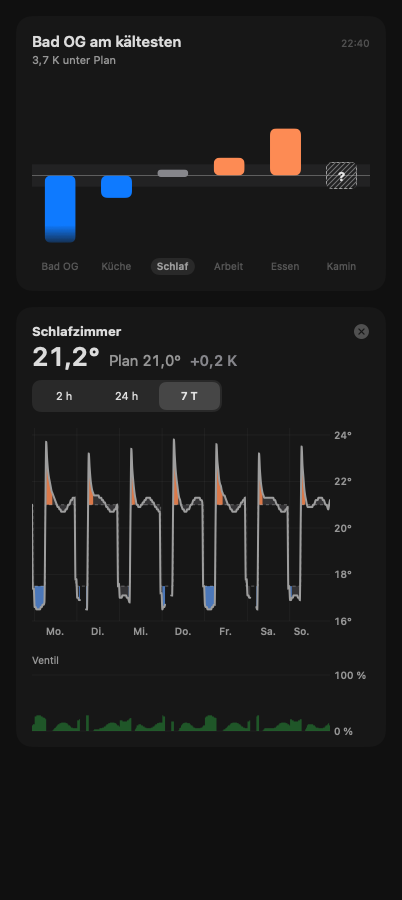 Bad OG am kältesten
22:40
3,7 K unter Plan
?
Bad OG Küche Schlaf Arbeit Essen Kamin
Schlafzimmer
21,2° Plan 21,0° +0,2 K
2 h 24 h 7 T
24°
22°
20°
18°
16°
Mo. Di. Mi. Do. Fr. Sa. So.
Ventil
100 %
0 %